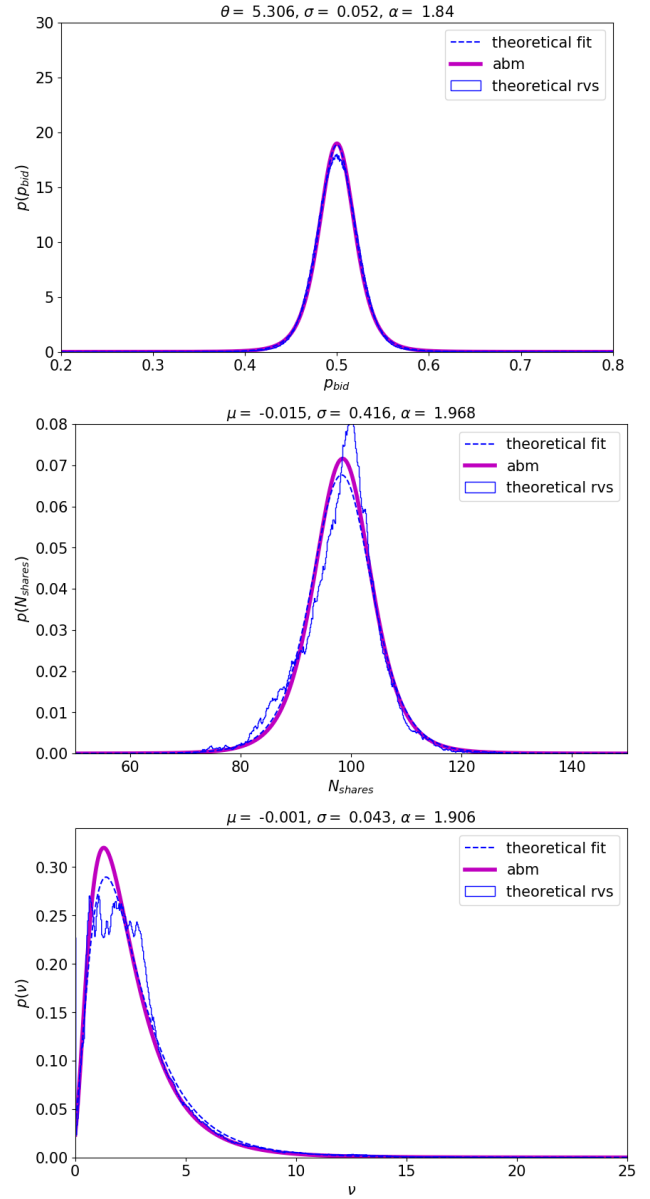 θ = 5.306, σ = 0.052, α = 1.84
30
25
20
15
10
5
0
p(p_bid)
theoretical fit
abm
theoretical rvs
0.2 0.3 0.4 0.5 0.6 0.7 0.8
p_bid
μ = -0.015, σ = 0.416, α = 1.968
0.08
0.07
0.06
0.05
0.04
0.03
0.02
0.01
0.00
p(N_shares)
theoretical fit
abm
theoretical rvs
60 80 100 120 140
N_shares
μ = -0.001, σ = 0.043, α = 1.906
0.30
0.25
0.20
0.15
0.10
0.05
0.00
p(ν)
theoretical fit
abm
theoretical rvs
0 5 10 15 20 25
ν